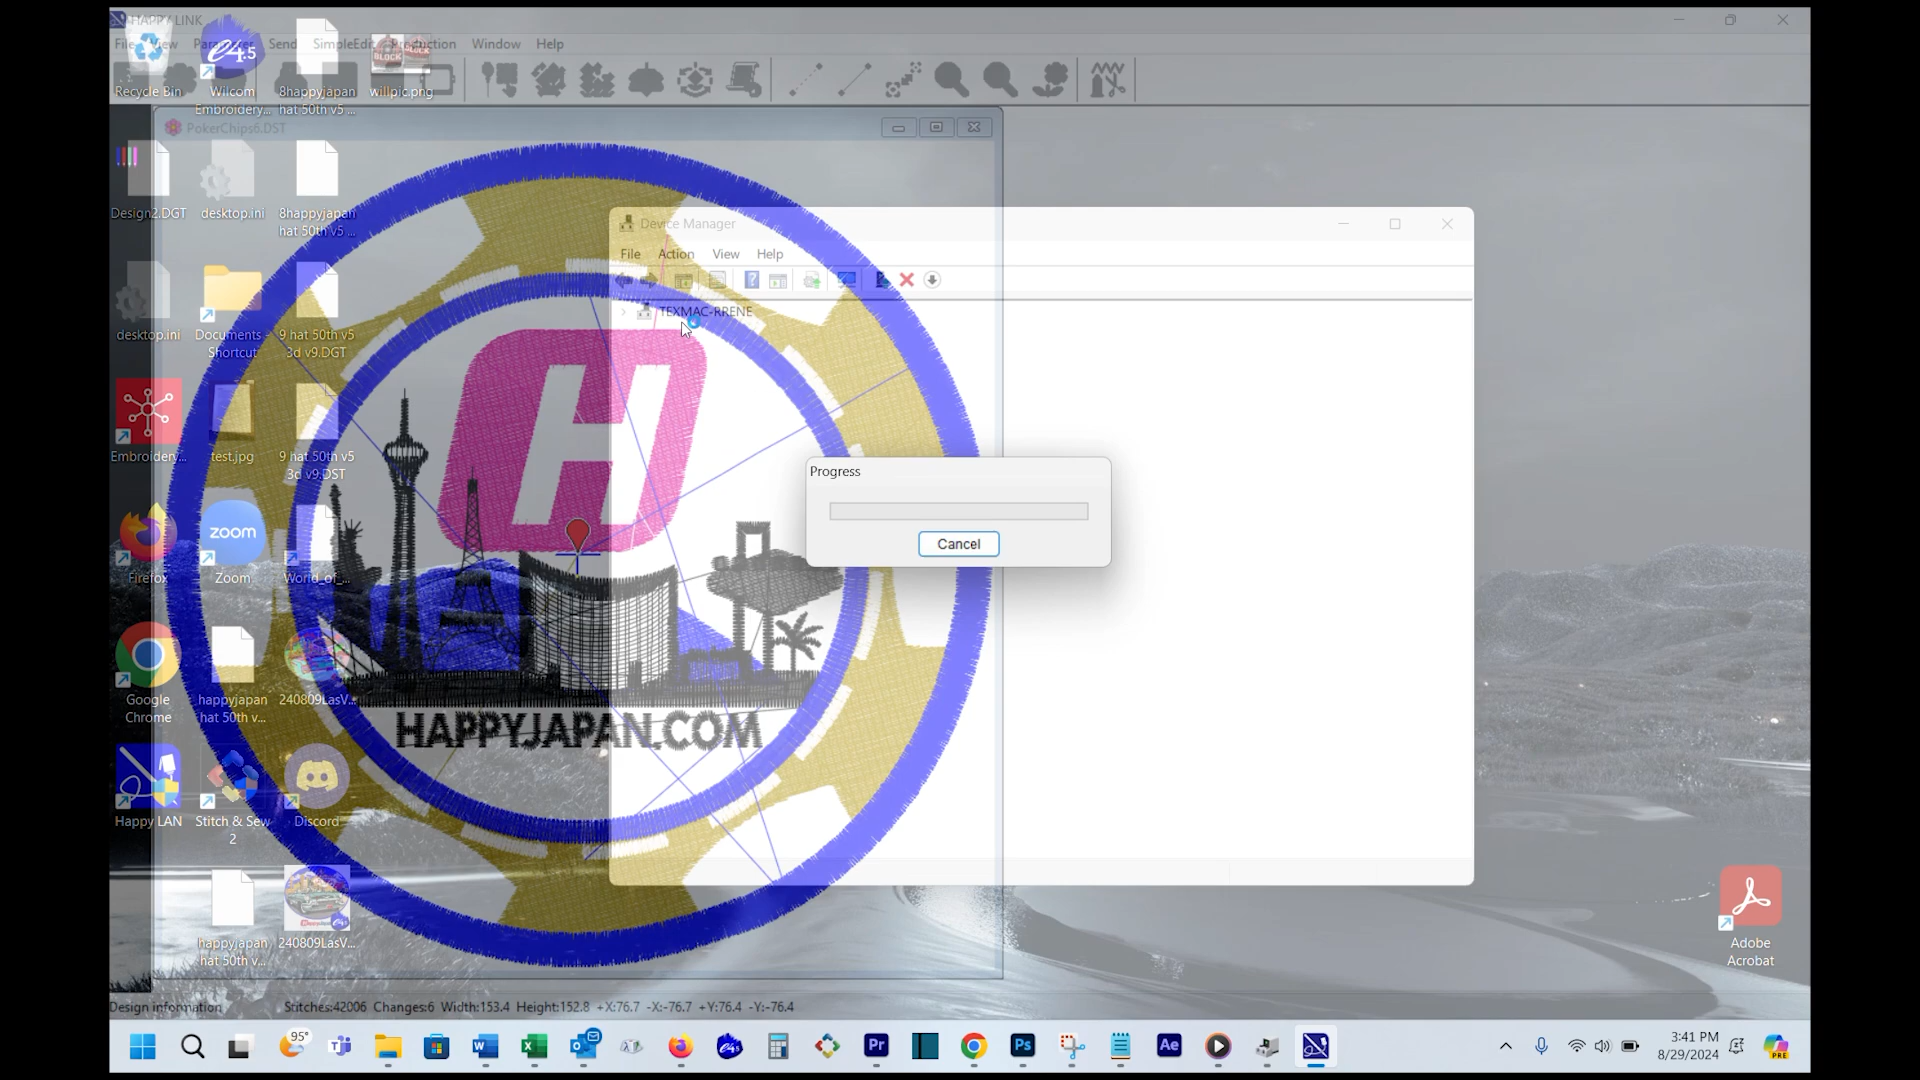 HAPPY LINK
File View Parameter Send SimpleEdit Production Window Help
Recycle Bin
Wilcom
Embroidery...
8happyjapan
hat 50th v5 ...
willpic.png
PokerChips6.DST
Design2.DGT
desktop.ini
8happyjapan
hat 50th v5 ...
Device Manager
File Action View Help
TEXMAC-RRENE
desktop.ini
Documents -
Shortcut
9 hat 50th v5
3d v9.DGT
H
Embroidery...
test.jpg
9 hat 50th v5
3d v9.DST
Progress
Cancel
zoom
Firefox
Zoom
World_of_...
Google
Chrome
happyjapan
hat 50th v...
240809LasV...
HAPPYJAPAN.COM
Happy LAN
Stitch & Sew
2
Discord
happyjapan
hat 50th v...
240809LasV...
Adobe
Acrobat
Design information Stitches:42006 Changes:6 Width:153.4 Height:152.8 +X:76.7 -X:-76.7 +Y:76.4 -Y:-76.4
95°
3:41 PM
8/29/2024
PRE